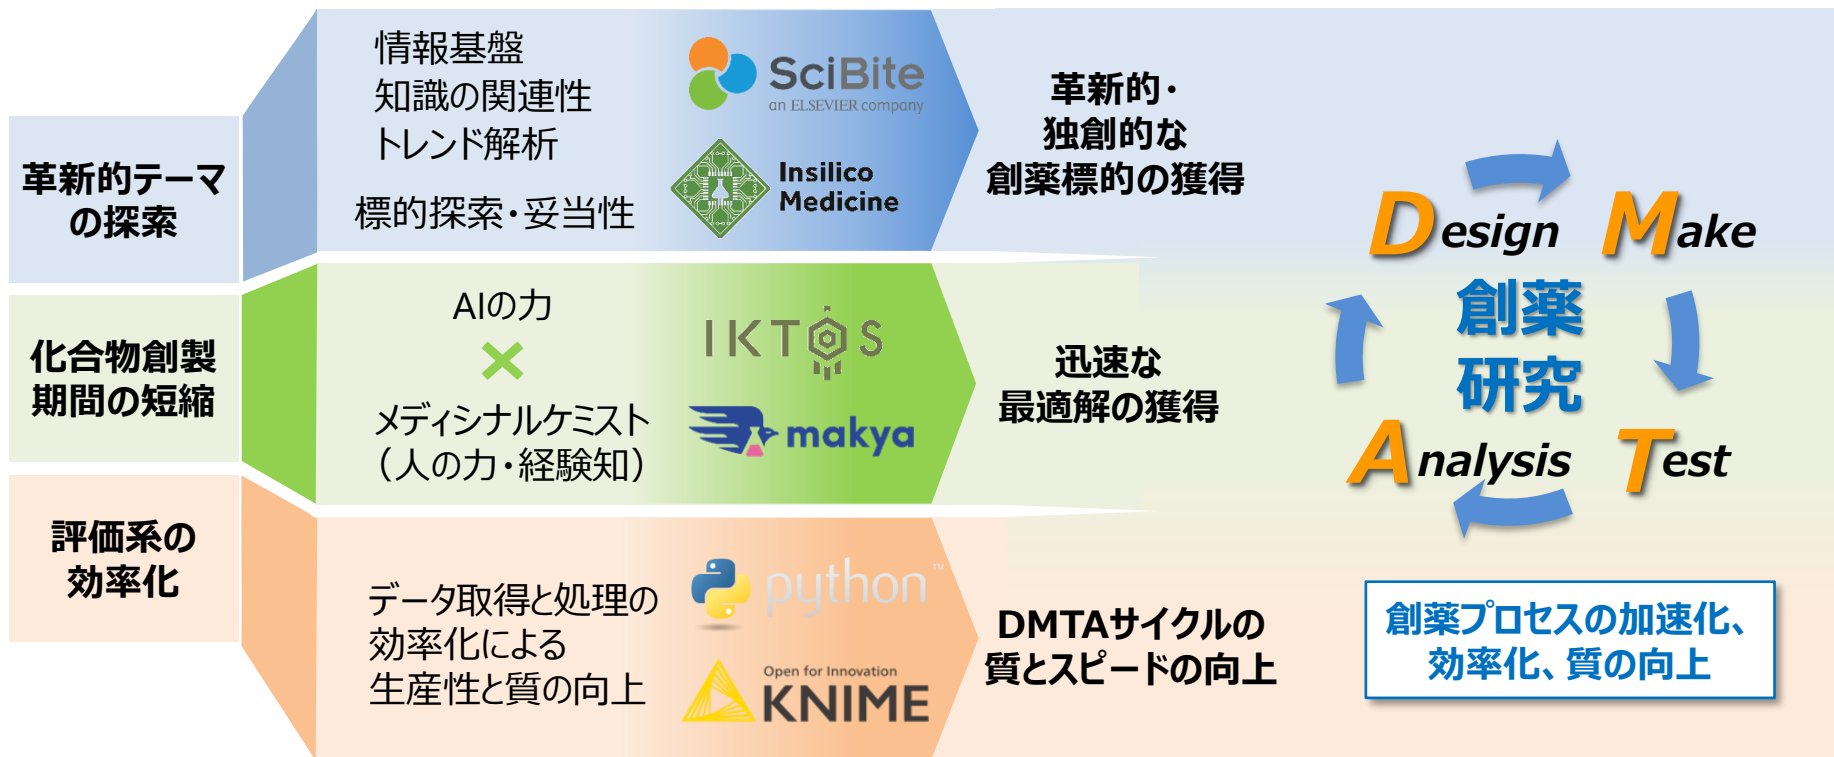 革新的テーマ
の探索
情報基盤
知識の関連性
トレンド解析
標的探索・妥当性
SciBite
an ELSEVIER company
Insilico
Medicine
革新的・
独創的な
創薬標的の獲得
化合物創製
期間の短縮
AIの力
×
メディシナルケミスト
（人の力・経験知）
IKTOS
makya
迅速な
最適解の獲得
評価系の
効率化
データ取得と処理の
効率化による
生産性と質の向上
python™
Open for Innovation
KNIME
DMTAサイクルの
質とスピードの向上
Design
Make
創薬
研究
Analysis
Test
創薬プロセスの加速化、
効率化、質の向上